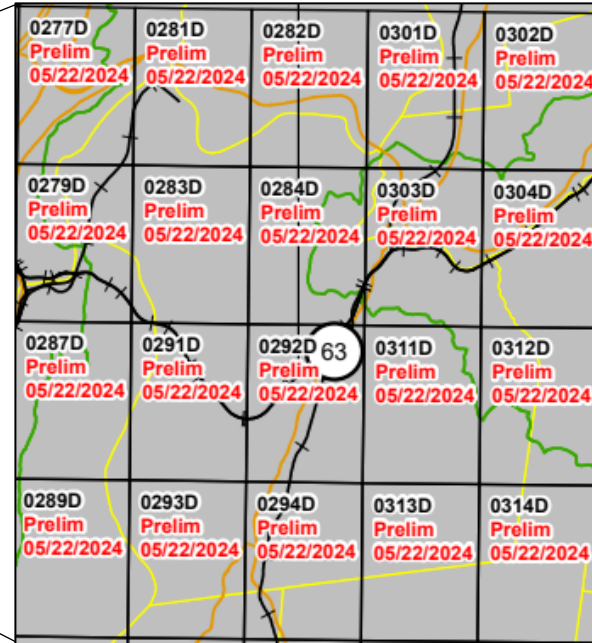 0277D
Prelim
05/22/2024
0281D
Prelim
05/22/2024
0282D
Prelim
05/22/2024
0301D
Prelim
05/22/2024
0302D
Prelim
05/22/2024
0279D
Prelim
05/22/2024
0283D
Prelim
05/22/2024
0284D
Prelim
05/22/2024
0303D
Prelim
05/22/2024
0304D
Prelim
05/22/2024
0287D
Prelim
05/22/2024
0291D
Prelim
05/22/2024
0292D
Prelim
05/22/2024
63
0311D
Prelim
05/22/2024
0312D
Prelim
05/22/2024
0289D
Prelim
05/22/2024
0293D
Prelim
05/22/2024
0294D
Prelim
05/22/2024
0313D
Prelim
05/22/2024
0314D
Prelim
05/22/2024